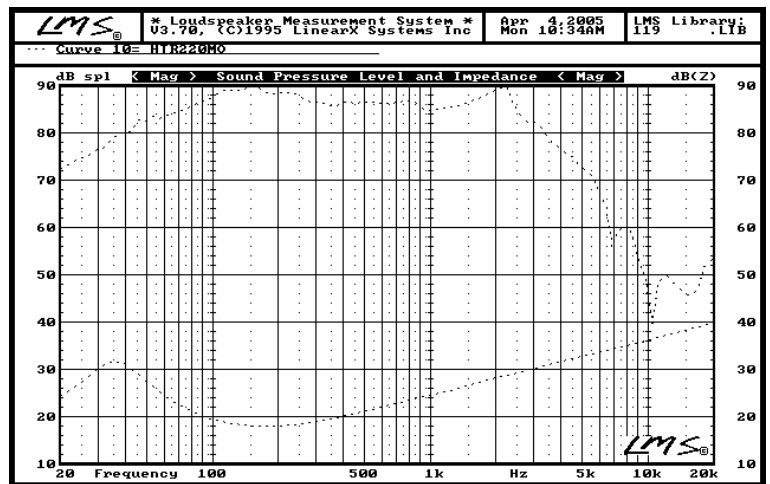 LMS®
* Loudspeaker Measurement System *
V3.70, (C)1995 LinearX Systems Inc
Apr 4,2005
Mon 10:34AM
LMS Library:
119 .LIB
--- Curve 10= HTR220MO
dB spl < Mag > Sound Pressure Level and Impedance < Mag > dB(Z)
90 90
80 80
70 70
60 60
50 50
40 40
30 30
20 20
LMS®
10 10
20 Frequency 100 500 1k Hz 5k 10k 20k